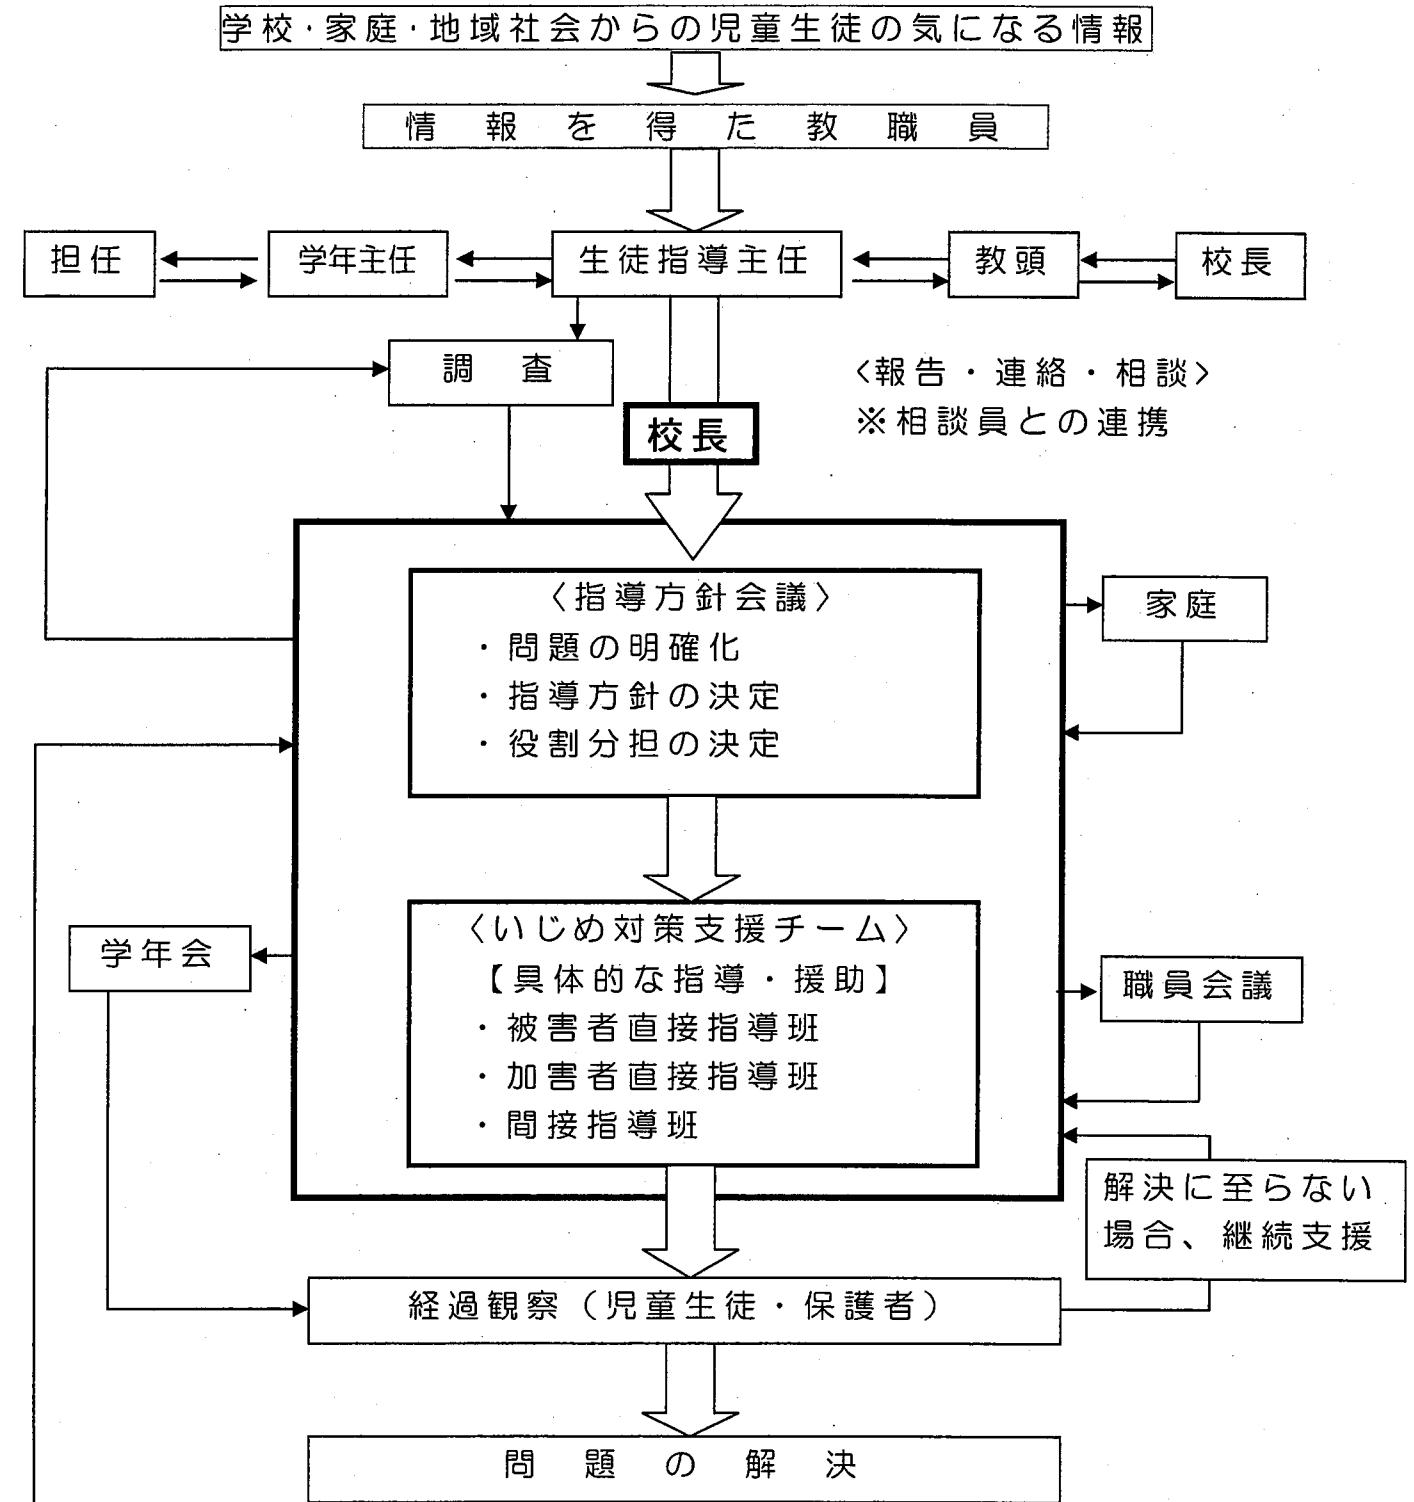 学校・家庭・地域社会からの児童生徒の気になる情報
情報を得た教職員
担任
学年主任
生徒指導主任
教頭
校長
調査
〈報告・連絡・相談〉
※相談員との連携
校長
〈指導方針会議〉
・問題の明確化
・指導方針の決定
・役割分担の決定
家庭
〈いじめ対策支援チーム〉
【具体的な指導・援助】
・被害者直接指導班
・加害者直接指導班
・間接指導班
学年会
職員会議
解決に至らない
場合、継続支援
経過観察（児童生徒・保護者）
問題の解決